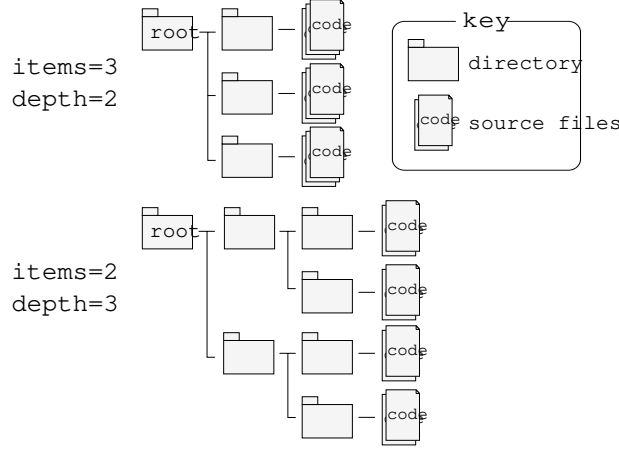 root
code
items=3
depth=2
code
code
key
directory
code
source files
root
code
items=2
depth=3
code
code
code